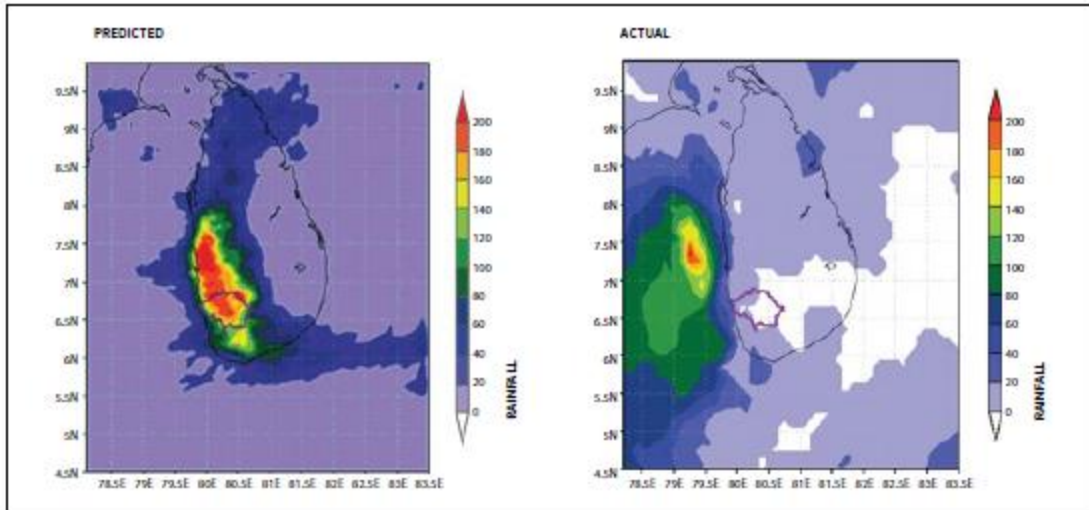 PREDICTED
9.5N
9N
8.5N
8N
7.5N
7N
6.5N
6N
5.5N
5N
4.5N
78.5E 79E 79.5E 80E 80.5E 81E 81.5E 82E 82.5E 83E 83.5E
200
180
160
140
120
100
80
60
40
20
0
RAINFALL
ACTUAL
9.5N
9N
8.5N
8N
7.5N
7N
6.5N
6N
5.5N
5N
4.5N
78.5E 79E 79.5E 80E 80.5E 81E 81.5E 82E 82.5E 83E 83.5E
200
180
160
140
120
100
80
60
40
20
0
RAINFALL